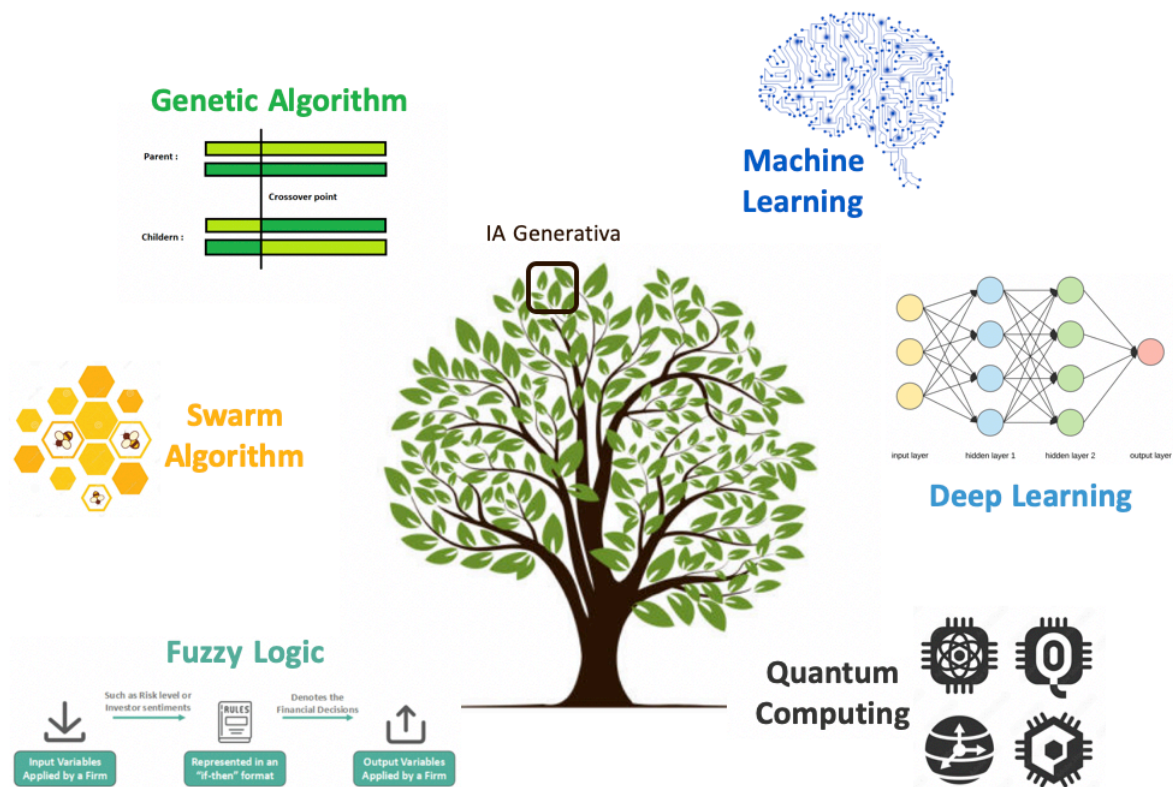 Genetic Algorithm
Parent :
Crossover point
Childern :
Machine
Learning
IA Generativa
Swarm
Algorithm
input layer
hidden layer 1
hidden layer 2
output layer
Deep Learning
Fuzzy Logic
Such as Risk level or
Investor sentiments
Denotes the
Financial Decisions
RULES
Input Variables
Applied by a Firm
Represented in an
"if-then" format
Output Variables
Applied by a Firm
Quantum
Computing
Q